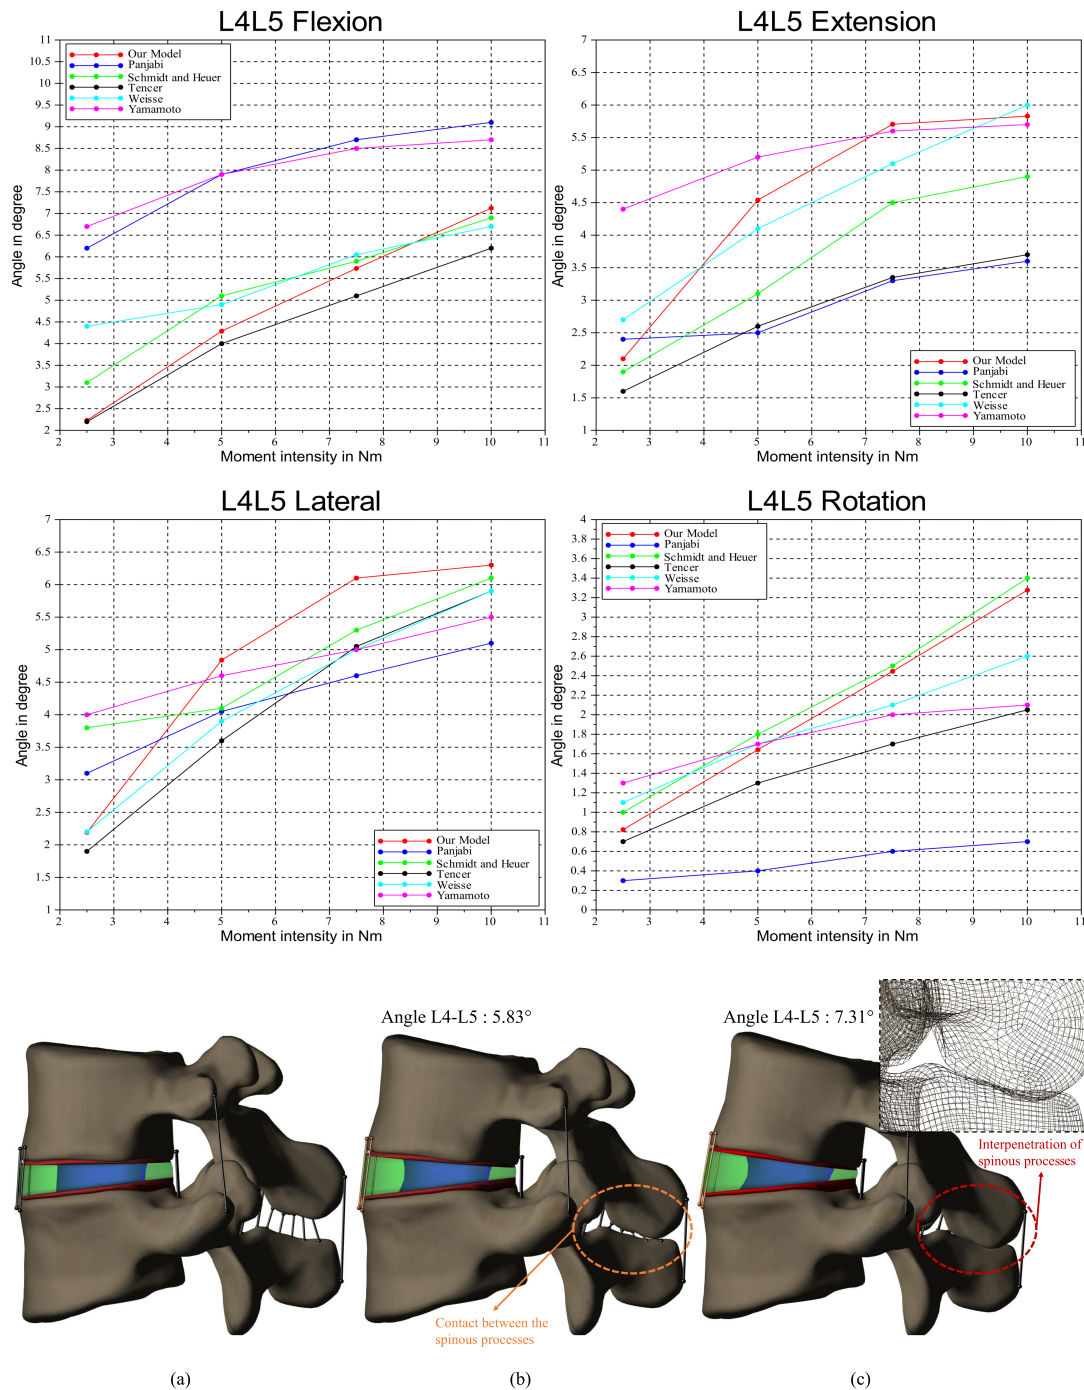 L4L5 Flexion
11
10.5
10
9.5
9
8.5
8
7.5
7
6.5
6
5.5
5
4.5
4
3.5
3
2.5
2
Angle in degree
Our Model
Panjabi
Schmidt and Heuer
Tencer
Weisse
Yamamoto
2 3 4 5 6 7 8 9 10 11
Moment intensity in Nm
L4L5 Extension
7
6.5
6
5.5
5
4.5
4
3.5
3
2.5
2
1.5
1
Angle in degree
Our Model
Panjabi
Schmidt and Heuer
Tencer
Weisse
Yamamoto
2 3 4 5 6 7 8 9 10 11
Moment intensity in Nm
L4L5 Lateral
7
6.5
6
5.5
5
4.5
4
3.5
3
2.5
2
1.5
1
Angle in degree
Our Model
Panjabi
Schmidt and Heuer
Tencer
Weisse
Yamamoto
2 3 4 5 6 7 8 9 10 11
Moment intensity in Nm
L4L5 Rotation
4
3.8
3.6
3.4
3.2
3
2.8
2.6
2.4
2.2
2
1.8
1.6
1.4
1.2
1
0.8
0.6
0.4
0.2
0
Angle in degree
Our Model
Panjabi
Schmidt and Heuer
Tencer
Weisse
Yamamoto
2 3 4 5 6 7 8 9 10 11
Moment intensity in Nm
Angle L4-L5 : 5.83°
Angle L4-L5 : 7.31°
Interpenetration of
spinous processes
Contact between the
spinous processes
(a)
(b)
(c)